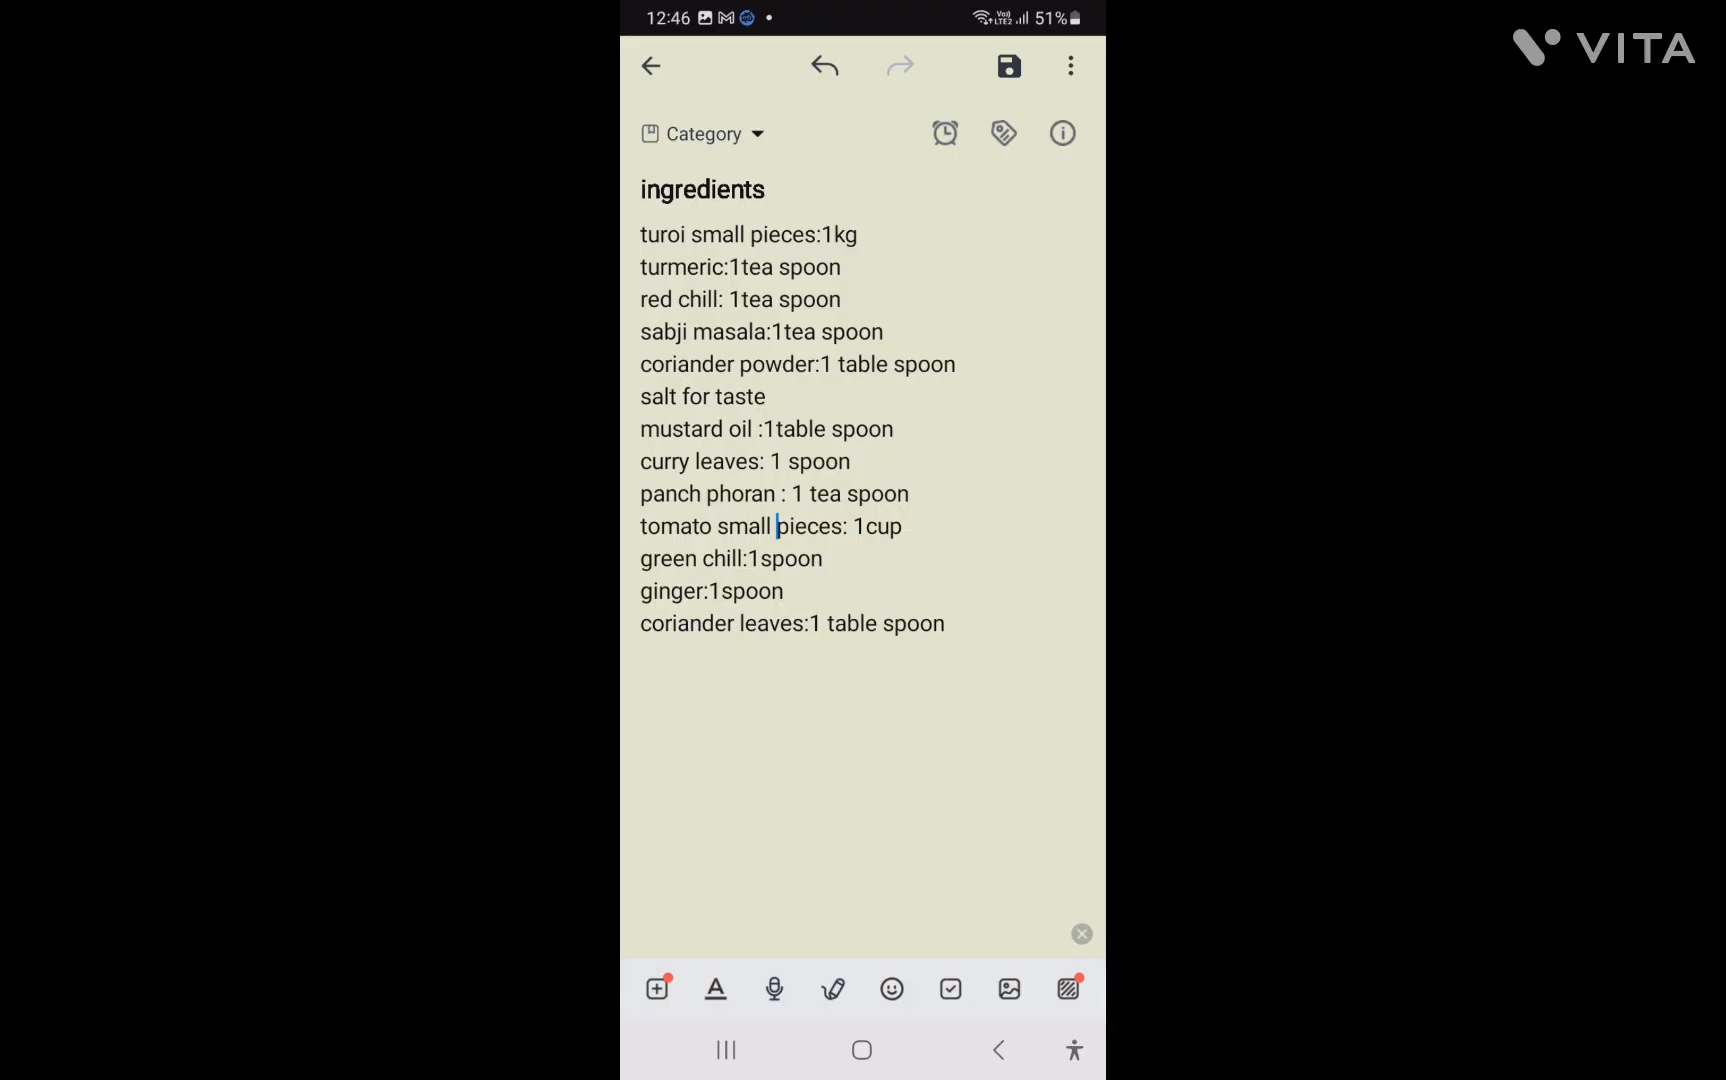 12:46 51%
VITA
Category
ingredients
turoi small pieces:1kg
turmeric:1tea spoon
red chill: 1tea spoon
sabji masala:1tea spoon
coriander powder:1 table spoon
salt for taste
mustard oil :1table spoon
curry leaves: 1 spoon
panch phoran : 1 tea spoon
tomato small pieces: 1cup
green chill:1spoon
ginger:1spoon
coriander leaves:1 table spoon